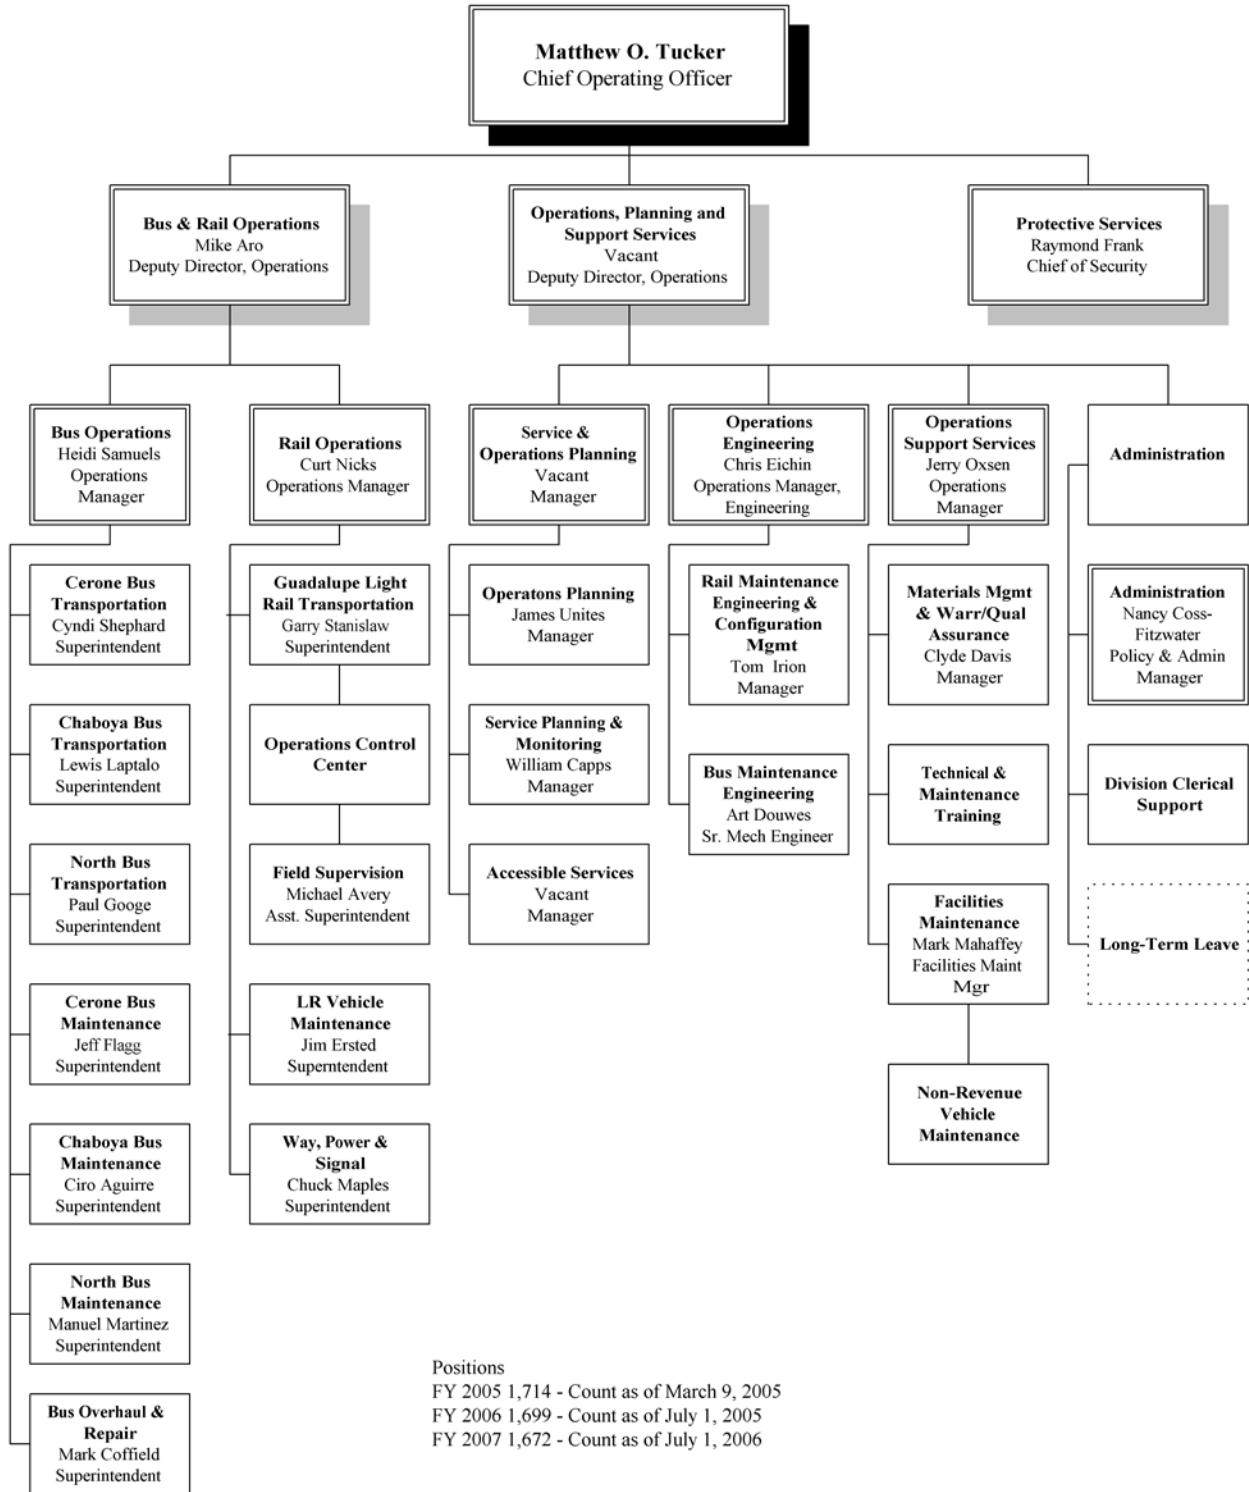 Matthew O. Tucker
Chief Operating Officer
Bus & Rail Operations
Mike Aro
Deputy Director, Operations
Operations, Planning and
Support Services
Vacant
Deputy Director, Operations
Protective Services
Raymond Frank
Chief of Security
Bus Operations
Heidi Samuels
Operations
Manager
Rail Operations
Curt Nicks
Operations Manager
Service &
Operations Planning
Vacant
Manager
Operations
Engineering
Chris Eichin
Operations Manager,
Engineering
Operations
Support Services
Jerry Oxsen
Operations
Manager
Administration
Cerone Bus
Transportation
Cyndi Shephard
Superintendent
Guadalupe Light
Rail Transportation
Garry Stanislaw
Superintendent
Operatons Planning
James Unites
Manager
Rail Maintenance
Engineering &
Configuration
Mgmt
Tom Irion
Manager
Materials Mgmt
& Warr/Qual
Assurance
Clyde Davis
Manager
Administration
Nancy Coss-
Fitzwater
Policy & Admin
Manager
Chaboya Bus
Transportation
Lewis Laptalo
Superintendent
Operations Control
Center
Service Planning &
Monitoring
William Capps
Manager
Bus Maintenance
Engineering
Art Douwes
Sr. Mech Engineer
Technical &
Maintenance
Training
Division Clerical
Support
North Bus
Transportation
Paul Googe
Superintendent
Field Supervision
Michael Avery
Asst. Superintendent
Accessible Services
Vacant
Manager
Facilities
Maintenance
Mark Mahaffey
Facilities Maint
Mgr
Long-Term Leave
Cerone Bus
Maintenance
Jeff Flagg
Superintendent
LR Vehicle
Maintenance
Jim Ersted
Superntendent
Non-Revenue
Vehicle
Maintenance
Chaboya Bus
Maintenance
Ciro Aguirre
Superintendent
Way, Power &
Signal
Chuck Maples
Superintendent
North Bus
Maintenance
Manuel Martinez
Superintendent
Bus Overhaul &
Repair
Mark Coffield
Superintendent
Positions
FY 2005 1,714 - Count as of March 9, 2005
FY 2006 1,699 - Count as of July 1, 2005
FY 2007 1,672 - Count as of July 1, 2006